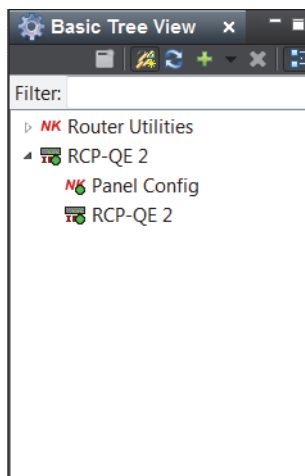 Basic Tree View
Filter:
NK Router Utilities
RCP-QE 2
NK Panel Config
RCP-QE 2